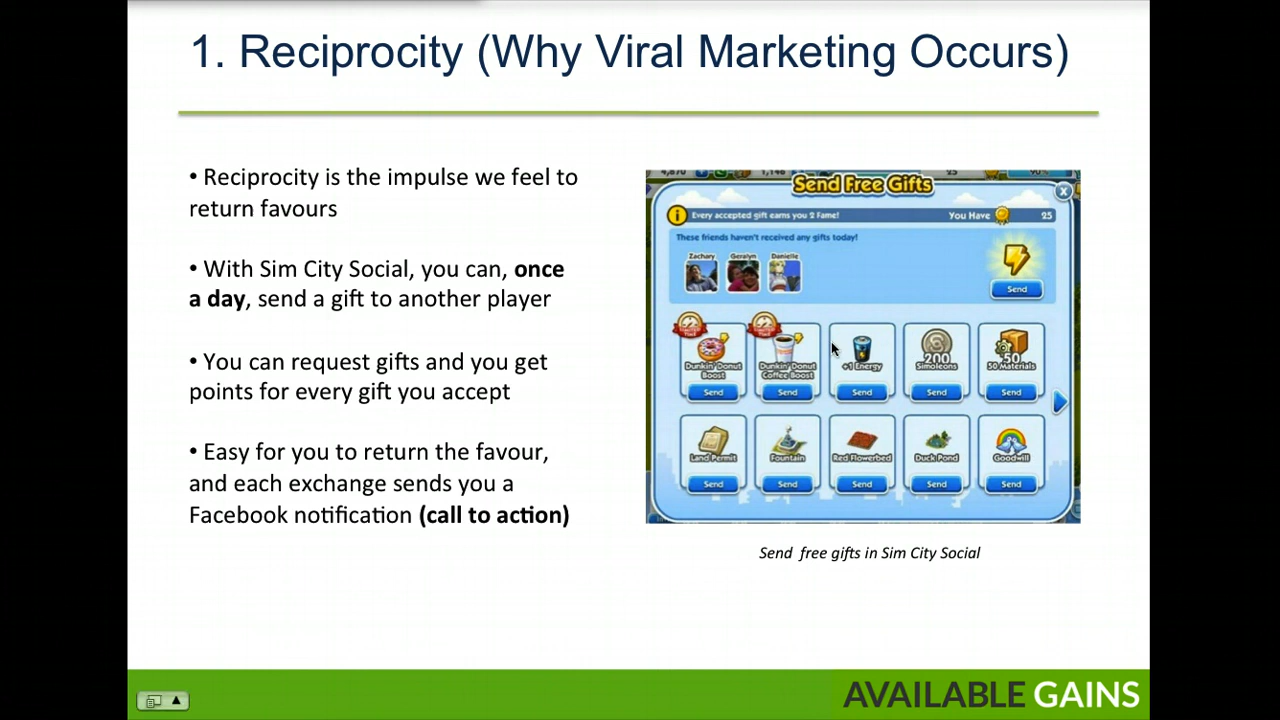 1. Reciprocity (Why Viral Marketing Occurs)
• Reciprocity is the impulse we feel to
return favours
• With Sim City Social, you can, once
a day, send a gift to another player
• You can request gifts and you get
points for every gift you accept
• Easy for you to return the favour,
and each exchange sends you a
Facebook notification (call to action)
25
Send Free Gifts
Every accepted gift earns you 2 Fame!
You Have 25
These friends haven't received any gifts today!
Zachary Geralyn Danielle
Send
Dunkin' Donut Boost
Dunkin' Donut Coffee Boost
+1 Energy
200 Simoleons
50 50 Materials
Send Send Send Send Send
Land Permit Fountain Red Flowerbed Duck Pond Goodwill
Send Send Send Send Send
Send free gifts in Sim City Social
AVAILABLE GAINS